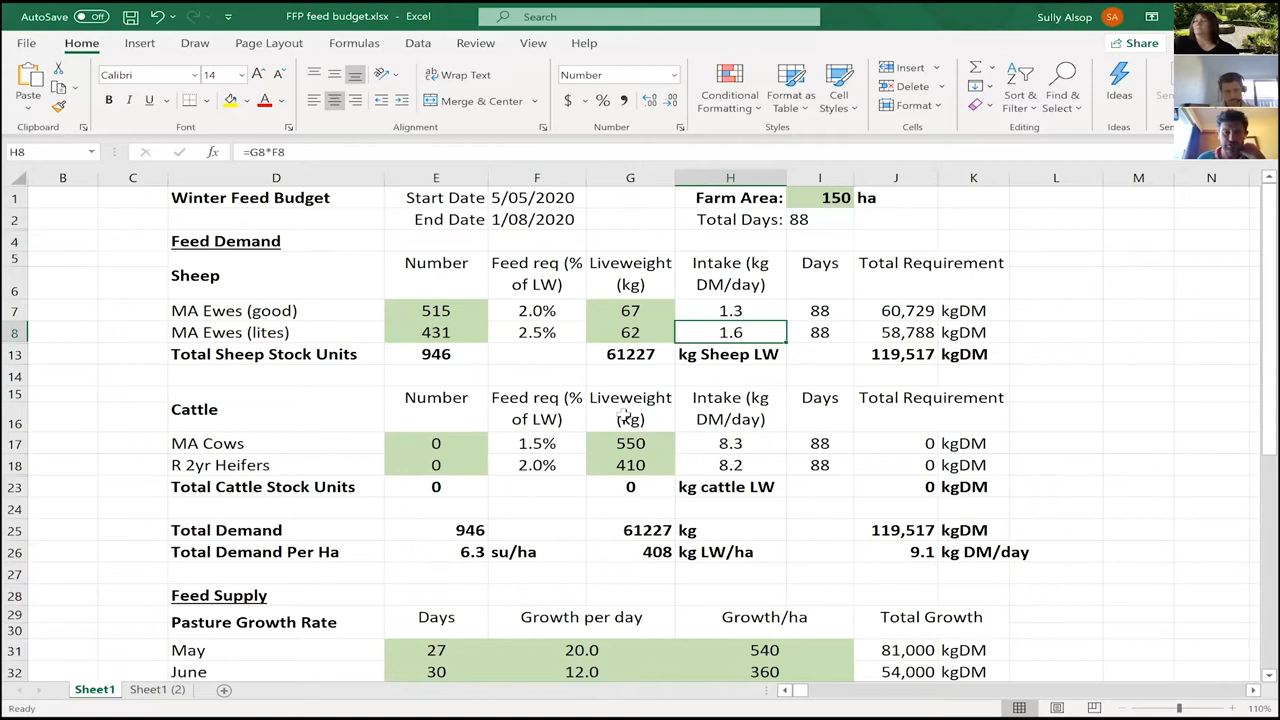 AutoSave Off FFP feed budget.xlsx - Excel Search Sully Alsop SA
File Home Insert Draw Page Layout Formulas Data Review View Help Share
Paste Calibri 14 Wrap Text Number Conditional Formatting Format as Table Cell Styles Insert Sort & Filter Find & Select Ideas
B I U Merge & Center $ % Delete Format
Clipboard Font Alignment Number Styles Cells Editing Ideas
H8 fx =G8*F8
B C D E F G H I J K L M N
1 Winter Feed Budget Start Date 5/05/2020 Farm Area: 150 ha
2 End Date 1/08/2020 Total Days: 88
4 Feed Demand
5 Number Feed req (% of LW) Liveweight (kg) Intake (kg DM/day) Days Total Requirement
6 Sheep
7 MA Ewes (good) 515 2.0% 67 1.3 88 60,729 kgDM
8 MA Ewes (lites) 431 2.5% 62 1.6 88 58,788 kgDM
13 Total Sheep Stock Units 946 61227 kg Sheep LW 119,517 kgDM
14
15 Number Feed req (% of LW) Liveweight (kg) Intake (kg DM/day) Days Total Requirement
16 Cattle
17 MA Cows 0 1.5% 550 8.3 88 0 kgDM
18 R 2yr Heifers 0 2.0% 410 8.2 88 0 kgDM
23 Total Cattle Stock Units 0 0 kg cattle LW 0 kgDM
24
25 Total Demand 946 61227 kg 119,517 kgDM
26 Total Demand Per Ha 6.3 su/ha 408 kg LW/ha 9.1 kg DM/day
27
28 Feed Supply
29 Days Growth per day Growth/ha Total Growth
30 Pasture Growth Rate
31 May 27 20.0 540 81,000 kgDM
32 June 30 12.0 360 54,000 kgDM
Sheet1 Sheet1 (2)
Ready 110%